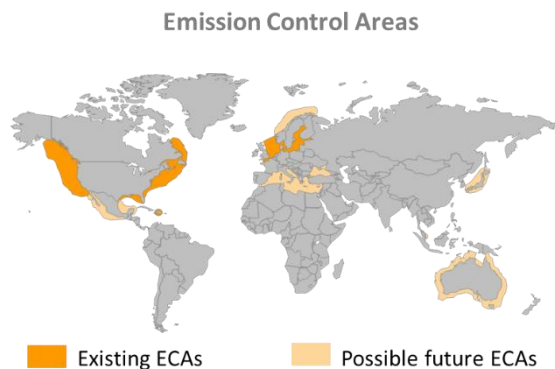 Emission Control Areas
Existing ECAs
Possible future ECAs